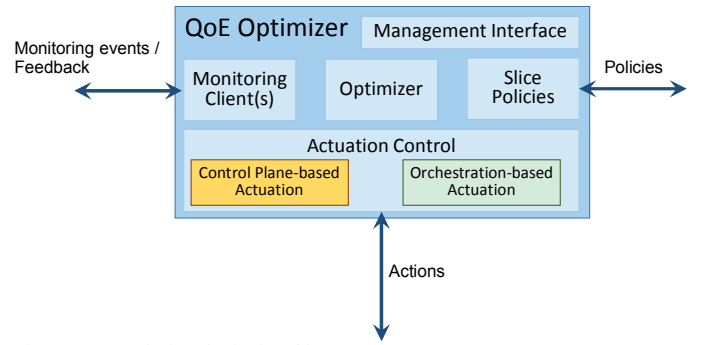 QoE Optimizer
Management Interface
Monitoring events /
Feedback
Monitoring
Client(s)
Optimizer
Slice
Policies
Policies
Actuation Control
Control Plane-based
Actuation
Orchestration-based
Actuation
Actions